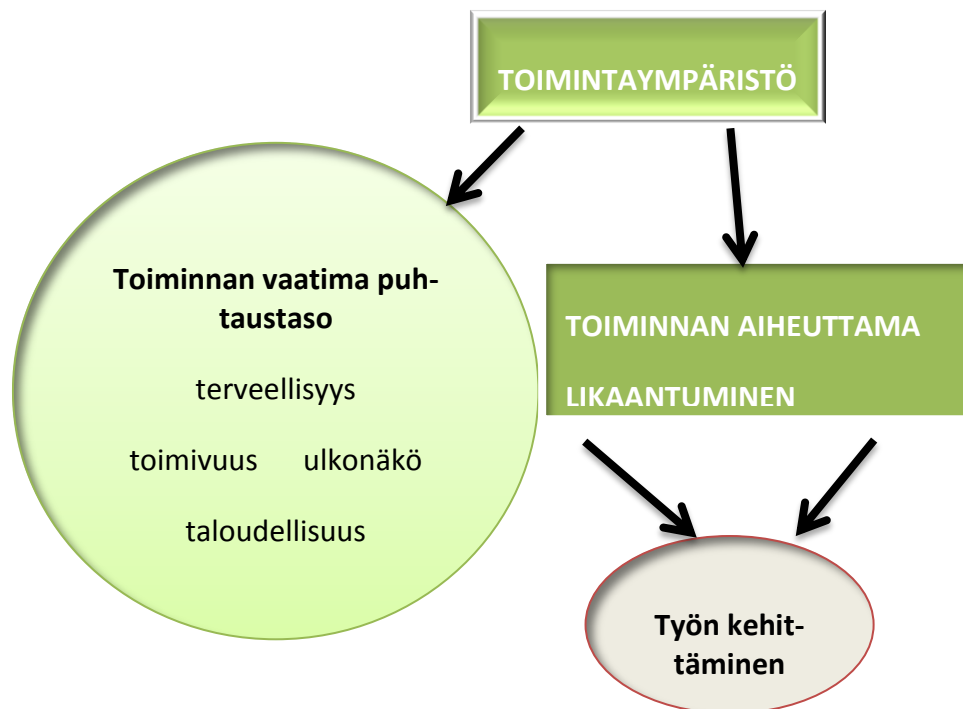 TOIMINTAYMPÄRISTÖ
Toiminnan vaatima puh-
taustaso
terveellisyys
toimivuus ulkonäkö
taloudellisuus
TOIMINNAN AIHEUTTAMA
LIKAANTUMINEN
Työn kehit-
täminen